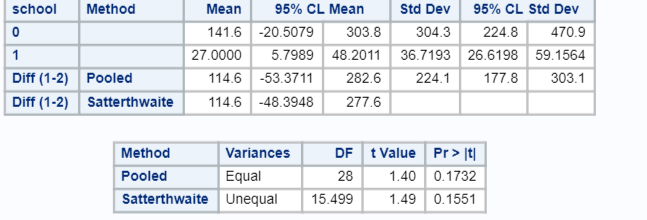 school Method Mean 95% CL Mean Std Dev 95% CL Std Dev
0 141.6 -20.5079 303.8 304.3 224.8 470.9
1 27.0000 5.7989 48.2011 36.7193 26.6198 59.1564
Diff (1-2) Pooled 114.6 -53.3711 282.6 224.1 177.8 303.1
Diff (1-2) Satterthwaite 114.6 -48.3948 277.6
Method Variances DF t Value Pr > |t|
Pooled Equal 28 1.40 0.1732
Satterthwaite Unequal 15.499 1.49 0.1551